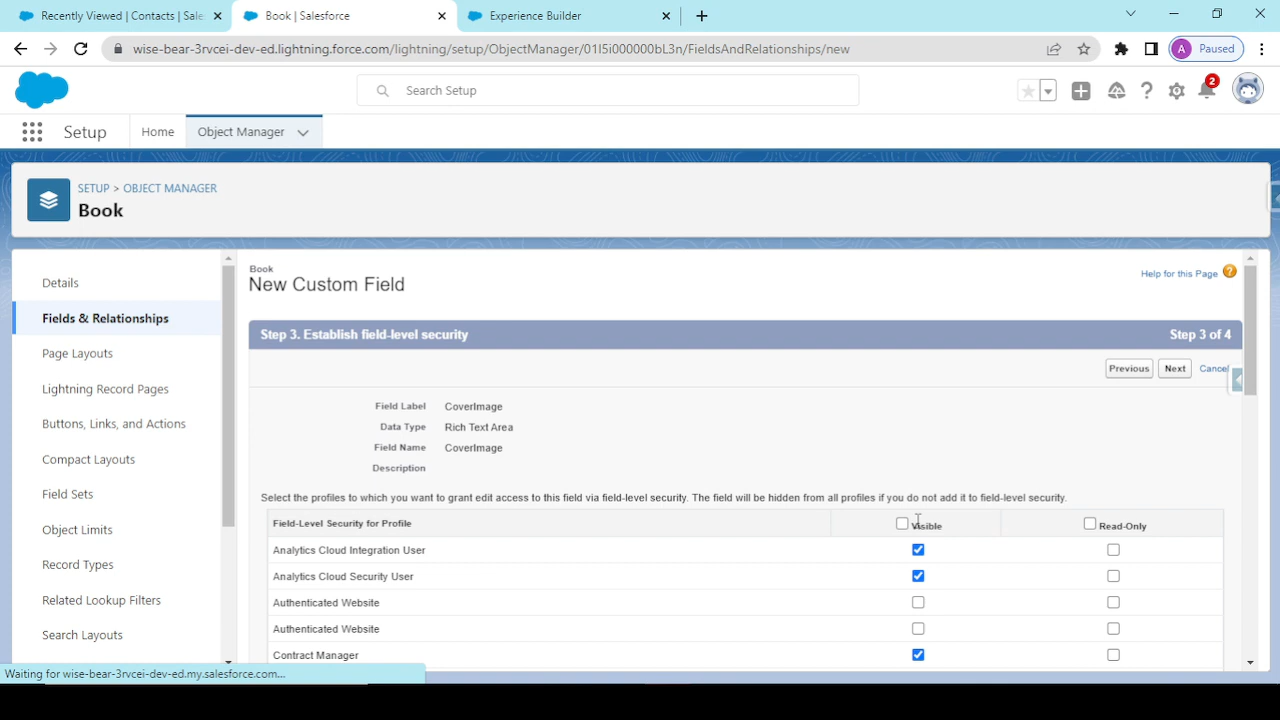 Recently Viewed | Contacts | Sale
Book | Salesforce
Experience Builder
wise-bear-3rvcei-dev-ed.lightning.force.com/lightning/setup/ObjectManager/01I5i000000bL3n/FieldsAndRelationships/new
A Paused
Search Setup
2
Setup
Home
Object Manager
SETUP > OBJECT MANAGER
Book
Details
Fields & Relationships
Page Layouts
Lightning Record Pages
Buttons, Links, and Actions
Compact Layouts
Field Sets
Object Limits
Record Types
Related Lookup Filters
Search Layouts
Book
New Custom Field
Help for this Page ?
Step 3. Establish field-level security
Step 3 of 4
Previous Next Cancel
Field Label CoverImage
Data Type Rich Text Area
Field Name CoverImage
Description
Select the profiles to which you want to grant edit access to this field via field-level security. The field will be hidden from all profiles if you do not add it to field-level security.
Field-Level Security for Profile Visible Read-Only
Analytics Cloud Integration User
Analytics Cloud Security User
Authenticated Website
Authenticated Website
Contract Manager
Waiting for wise-bear-3rvcei-dev-ed.my.salesforce.com...